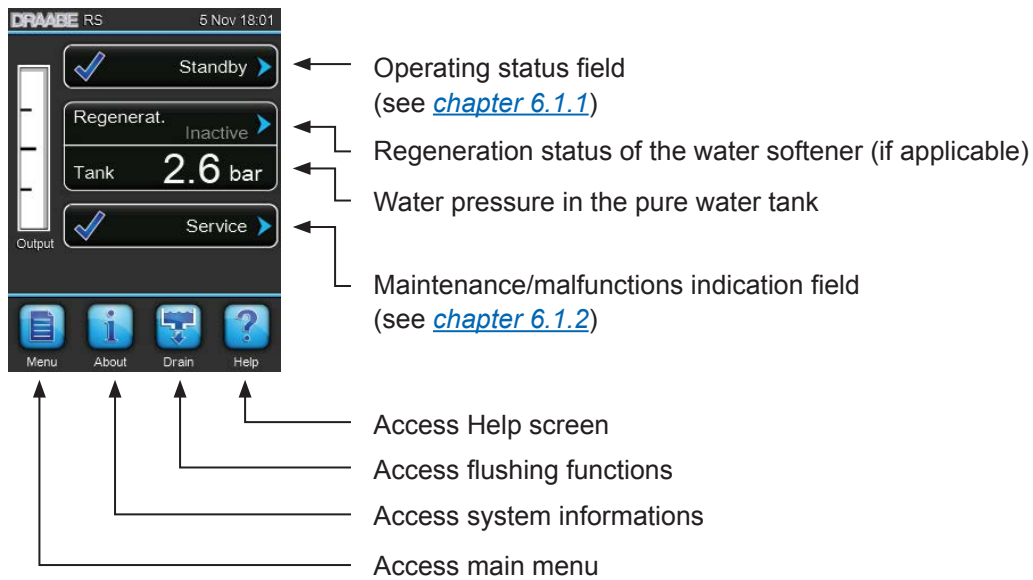 DRAABE RS 5 Nov 18:01
Standby
Regenerat.
Inactive
Tank 2.6 bar
Service
Output
Menu About Drain Help
Operating status field
(see chapter 6.1.1)
Regeneration status of the water softener (if applicable)
Water pressure in the pure water tank
Maintenance/malfunctions indication field
(see chapter 6.1.2)
Access Help screen
Access flushing functions
Access system informations
Access main menu